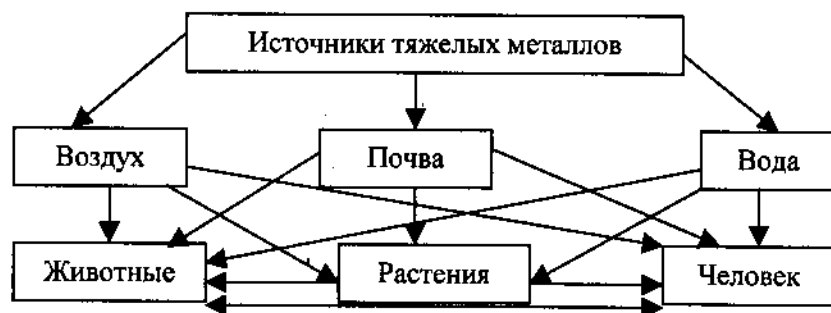 Источники тяжелых металлов
Воздух
Почва
Вода
Животные
Растения
Человек